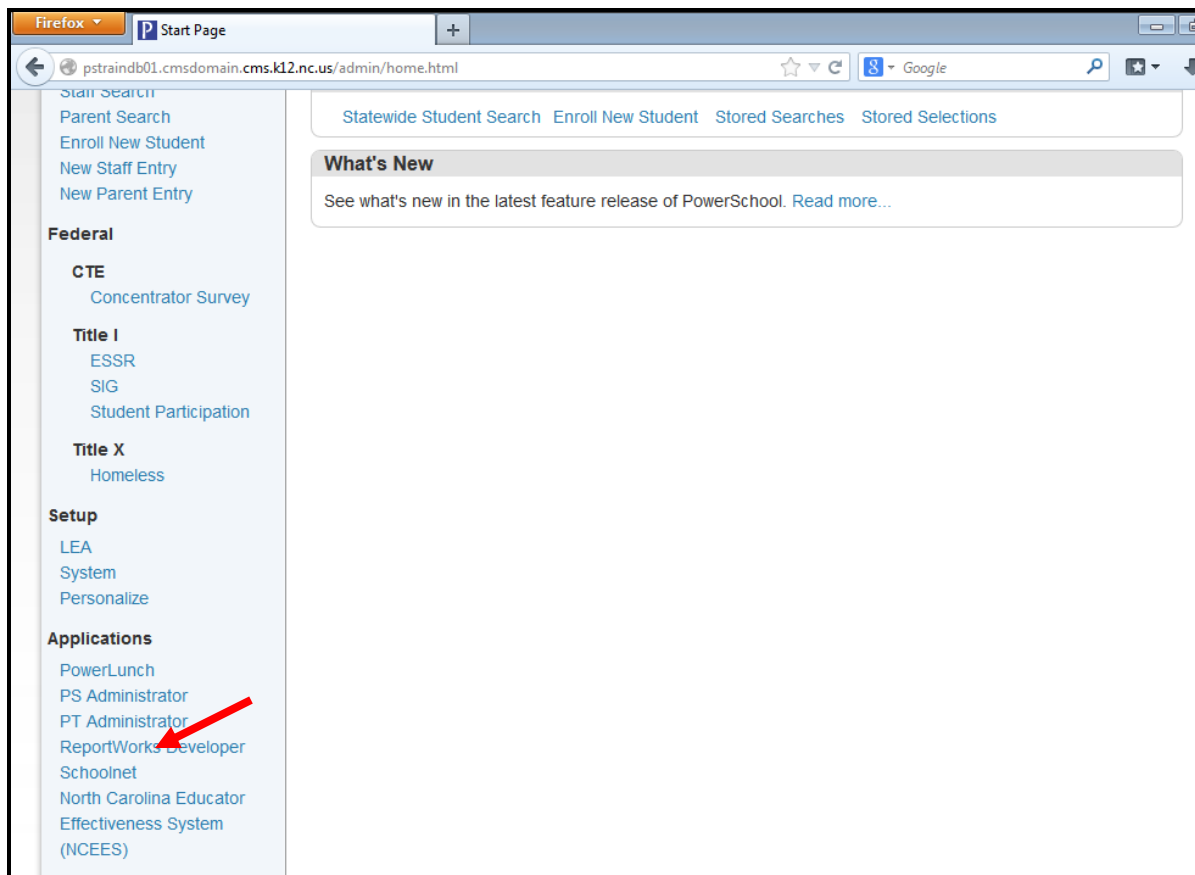 Firefox
Start Page
pstraindb01.cmsdomain.cms.k12.nc.us/admin/home.html
Google
Staff Search
Parent Search
Enroll New Student
New Staff Entry
New Parent Entry
Federal
CTE
Concentrator Survey
Title I
ESSR
SIG
Student Participation
Title X
Homeless
Setup
LEA
System
Personalize
Applications
PowerLunch
PS Administrator
PT Administrator
ReportWorks Developer
Schoolnet
North Carolina Educator
Effectiveness System
(NCEES)
Statewide Student Search Enroll New Student Stored Searches Stored Selections
What's New
See what's new in the latest feature release of PowerSchool. Read more...